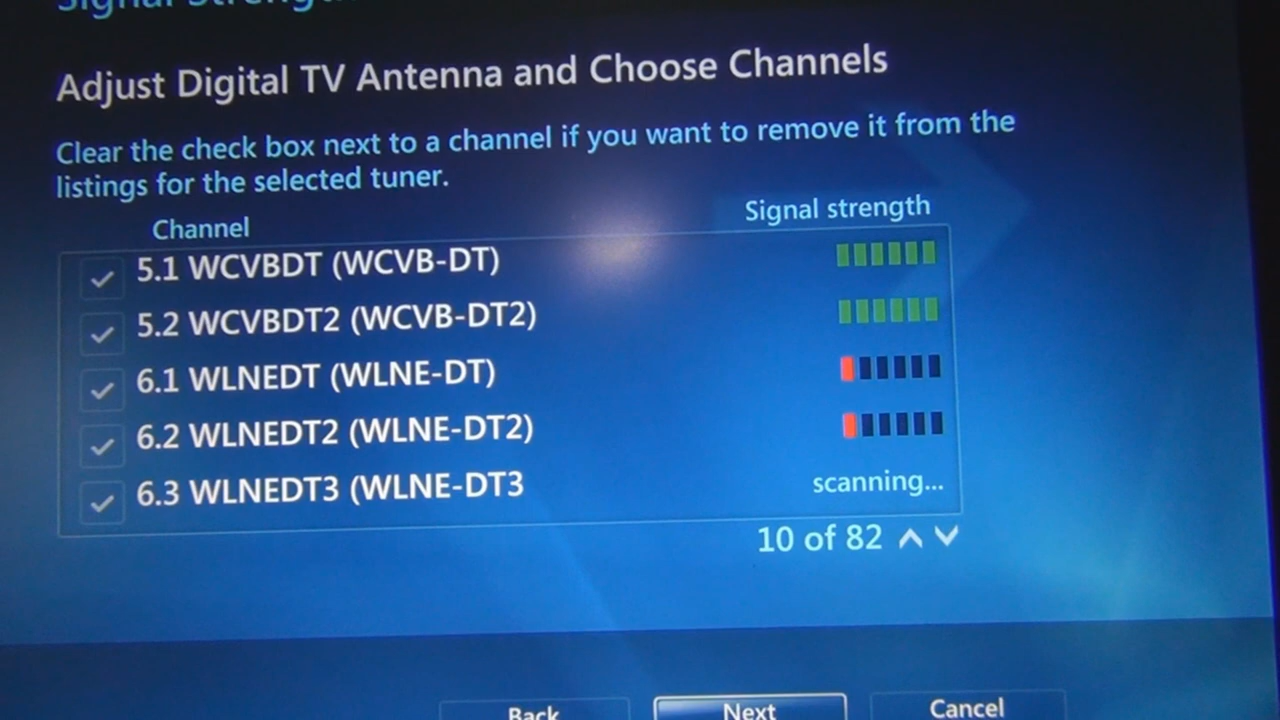 Signal Strength
Adjust Digital TV Antenna and Choose Channels
Clear the check box next to a channel if you want to remove it from the
listings for the selected tuner.
Channel
Signal strength
5.1 WCVBDT (WCVB-DT)
5.2 WCVBDT2 (WCVB-DT2)
6.1 WLNEDT (WLNE-DT)
6.2 WLNEDT2 (WLNE-DT2)
6.3 WLNEDT3 (WLNE-DT3
scanning...
10 of 82
Back
Next
Cancel